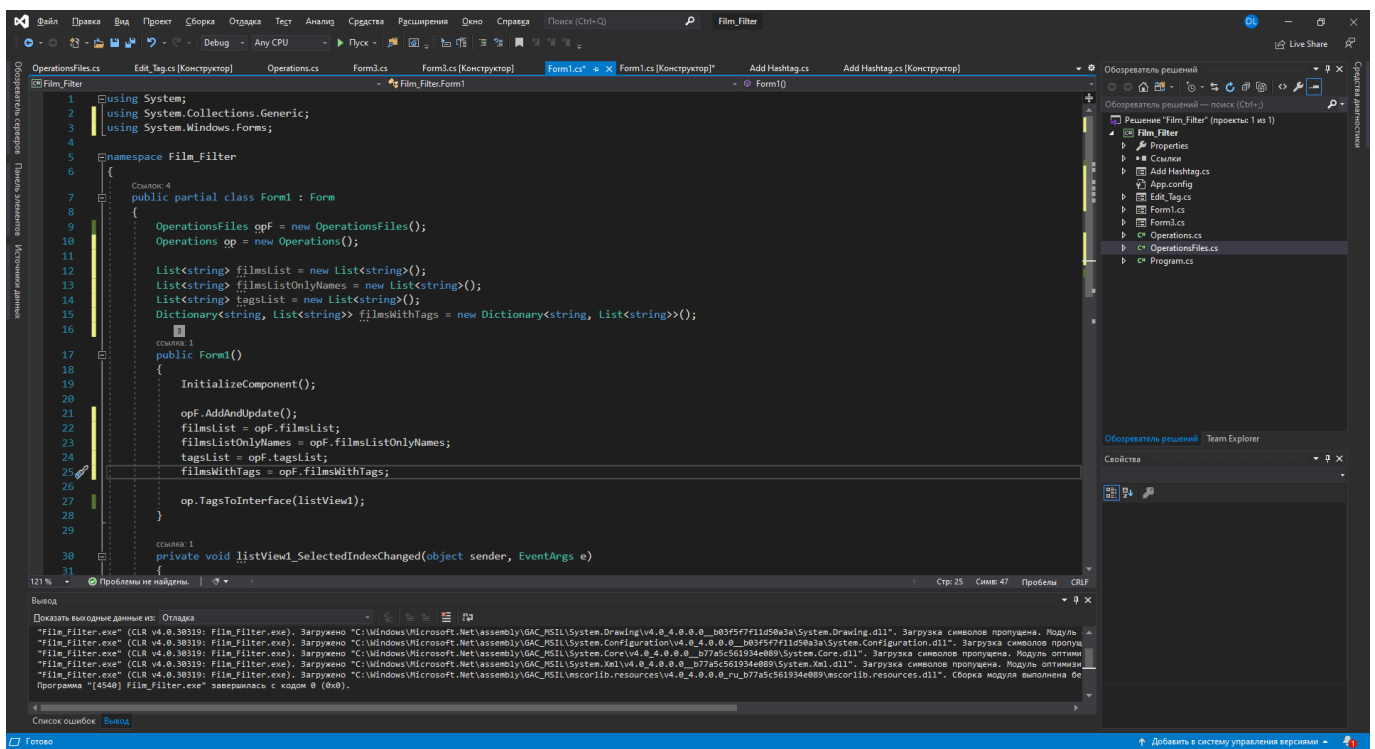 Файл Правка Вид Проект Сборка Отладка Тест Анализ Средства Расширения Окно Справка Поиск (Ctrl+Q) Film_Filter DL
Debug Any CPU Пуск Live Share
OperationsFiles.cs Edit_Tag.cs [Конструктор] Operations.cs Form3.cs Form3.cs [Конструктор] Form1.cs* Form1.cs [Конструктор]* Add Hashtag.cs Add Hashtag.cs [Конструктор]
Film_Filter Film_Filter.Form1 Form1()
1 using System;
2 using System.Collections.Generic;
3 using System.Windows.Forms;
4
5 namespace Film_Filter
6 {
Ссылок: 4
7 public partial class Form1 : Form
8 {
9 OperationsFiles opF = new OperationsFiles();
10 Operations op = new Operations();
11
12 List<string> filmsList = new List<string>();
13 List<string> filmsListOnlyNames = new List<string>();
14 List<string> tagsList = new List<string>();
15 Dictionary<string, List<string>> filmsWithTags = new Dictionary<string, List<string>>();
16 3
ссылка: 1
17 public Form1()
18 {
19 InitializeComponent();
20
21 opF.AddAndUpdate();
22 filmsList = opF.filmsList;
23 filmsListOnlyNames = opF.filmsListOnlyNames;
24 tagsList = opF.tagsList;
25 filmsWithTags = opF.filmsWithTags;
26
27 op.TagsToInterface(listView1);
28 }
29
ссылка: 1
30 private void listView1_SelectedIndexChanged(object sender, EventArgs e)
31 {
121 % Проблемы не найдены. Стр: 25 Симв: 47 Пробелы CRLF
Вывод
Показать выходные данные из: Отладка
"Film_Filter.exe" (CLR v4.0.30319: Film_Filter.exe). Загружено "C:\Windows\Microsoft.Net\assembly\GAC_MSIL\System.Drawing\v4.0_4.0.0.0__b03f5f7f11d50a3a\System.Drawing.dll". Загрузка символов пропущена. Модуль
"Film_Filter.exe" (CLR v4.0.30319: Film_Filter.exe). Загружено "C:\Windows\Microsoft.Net\assembly\GAC_MSIL\System.Configuration\v4.0_4.0.0.0__b03f5f7f11d50a3a\System.Configuration.dll". Загрузка символов пропущ
"Film_Filter.exe" (CLR v4.0.30319: Film_Filter.exe). Загружено "C:\Windows\Microsoft.Net\assembly\GAC_MSIL\System.Core\v4.0_4.0.0.0__b77a5c561934e089\System.Core.dll". Загрузка символов пропущена. Модуль оптими
"Film_Filter.exe" (CLR v4.0.30319: Film_Filter.exe). Загружено "C:\Windows\Microsoft.Net\assembly\GAC_MSIL\System.Xml\v4.0_4.0.0.0__b77a5c561934e089\System.Xml.dll". Загрузка символов пропущена. Модуль оптимизи
"Film_Filter.exe" (CLR v4.0.30319: Film_Filter.exe). Загружено "C:\Windows\Microsoft.Net\assembly\GAC_MSIL\mscorlib.resources\v4.0_4.0.0.0_ru_b77a5c561934e089\mscorlib.resources.dll". Сборка модуля выполнена бе
Программа "[4540] Film_Filter.exe" завершилась с кодом 0 (0x0).
Список ошибок Вывод
Готово Добавить в систему управления версиями 1
Обозреватель серверов
Панель элементов
Источники данных
Обозреватель решений
Обозреватель решений — поиск (Ctrl+;)
Решение "Film_Filter" (проекты: 1 из 1)
Film_Filter
Properties
Ссылки
Add Hashtag.cs
App.config
Edit_Tag.cs
Form1.cs
Form3.cs
Operations.cs
OperationsFiles.cs
Program.cs
Обозреватель решений Team Explorer
Свойства
Средства диагностики